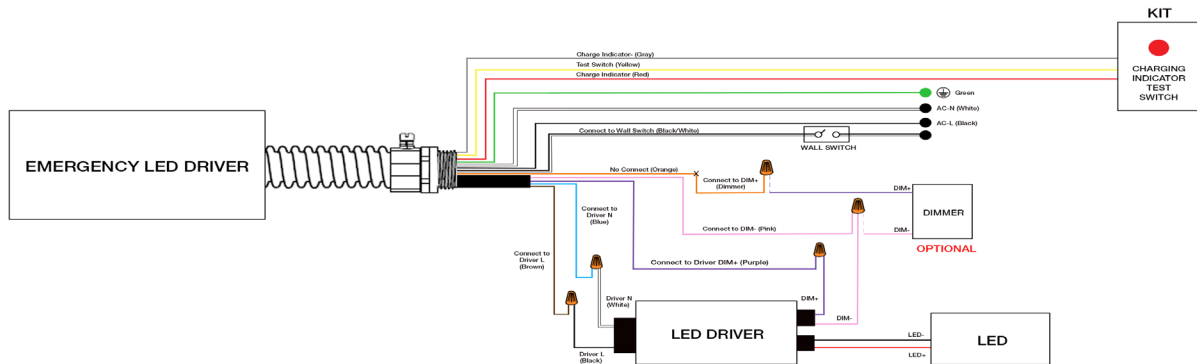 KIT
CHARGING
INDICATOR
TEST
SWITCH
Charge Indicator- (Gray)
Test Switch (Yellow)
Charge Indicator (Red)
Green
AC-N (White)
AC-L (Black)
Connect to Wall Switch (Black/White)
WALL SWITCH
EMERGENCY LED DRIVER
No Connect (Orange)
x
Connect to DIM+
(Dimmer)
DIM+
DIMMER
DIM-
OPTIONAL
Connect to
Driver N
(Blue)
Connect to DIM- (Pink)
Connect to
Driver L
(Brown)
Connect to Driver DIM+ (Purple)
Driver N
(White)
DIM+
DIM-
LED DRIVER
LED-
LED+
LED
Driver L
(Black)